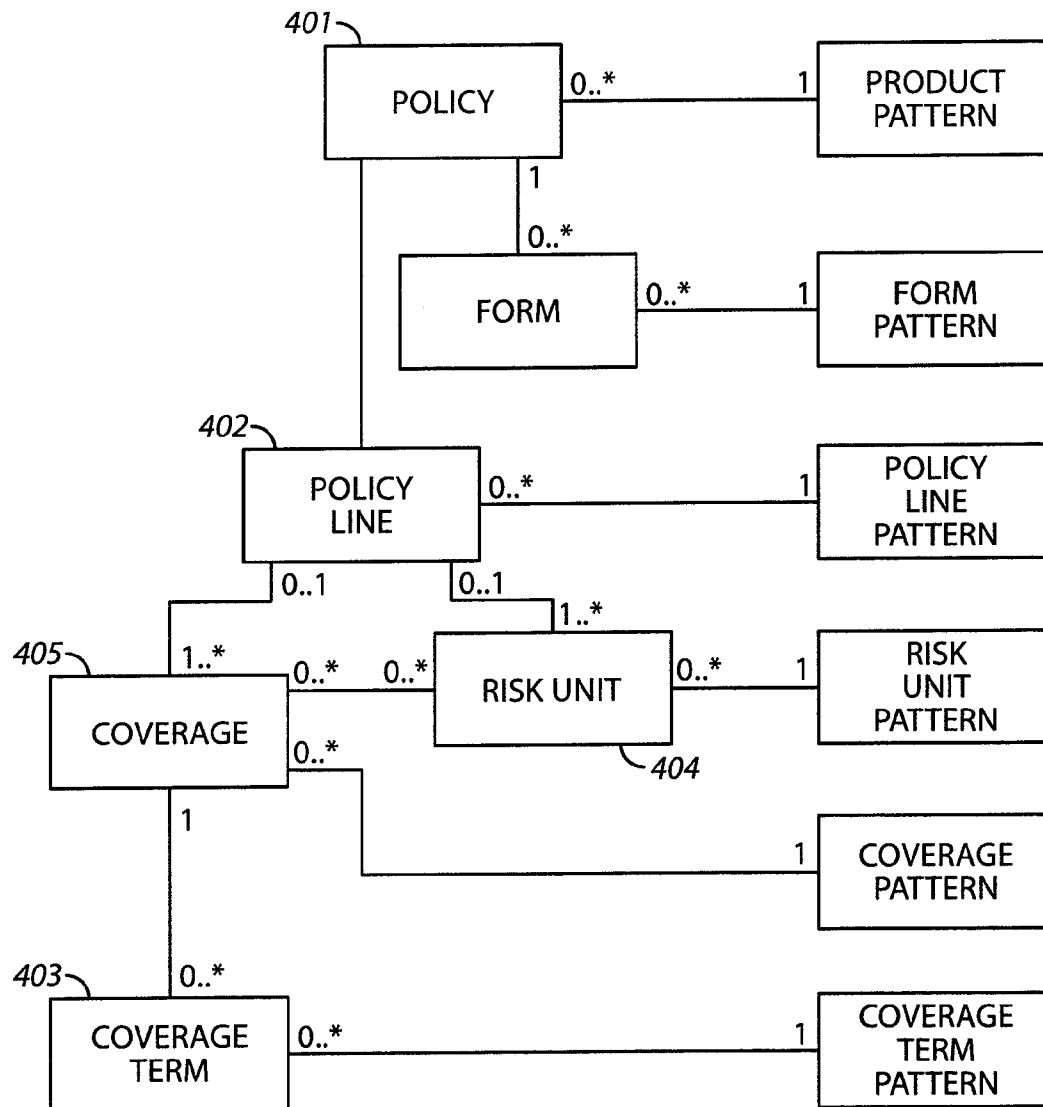 401
POLICY
0..*
1
PRODUCT
PATTERN
1
0..*
FORM
0..*
1
FORM
PATTERN
402
POLICY
LINE
0..*
1
POLICY
LINE
PATTERN
0..1
0..1
1..*
1..*
405
COVERAGE
0..*
0..*
RISK UNIT
0..*
1
RISK
UNIT
PATTERN
404
0..*
1
COVERAGE
PATTERN
1
0..*
403
COVERAGE
TERM
0..*
1
COVERAGE
TERM
PATTERN